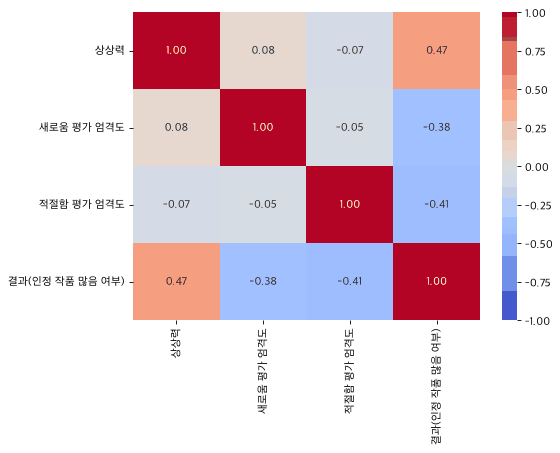 상상력 1.00 0.08 -0.07 0.47
새로움 평가 엄격도 0.08 1.00 -0.05 -0.38
적절함 평가 엄격도 -0.07 -0.05 1.00 -0.41
결과(인정 작품 많음 여부) 0.47 -0.38 -0.41 1.00
상상력
새로움 평가 엄격도
적절함 평가 엄격도
결과(인정 작품 많음 여부)
1.00
0.75
0.50
0.25
0.00
-0.25
-0.50
-0.75
-1.00